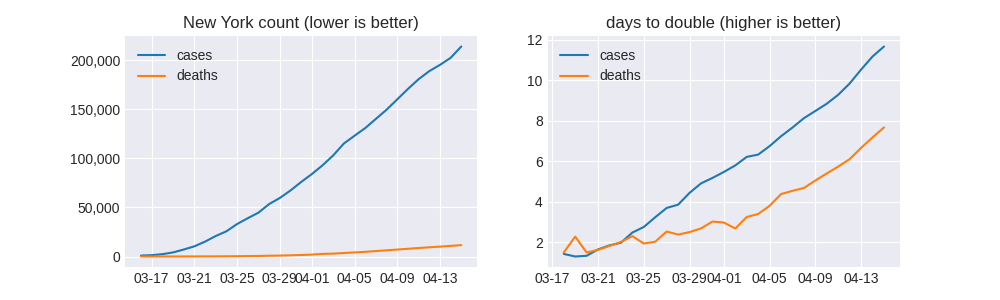 New York count (lower is better)
cases
deaths
200,000
150,000
100,000
50,000
0
03-17 03-21 03-25 03-29 04-01 04-05 04-09 04-13
days to double (higher is better)
cases
deaths
12
10
8
6
4
2
03-17 03-21 03-25 03-29 04-01 04-05 04-09 04-13